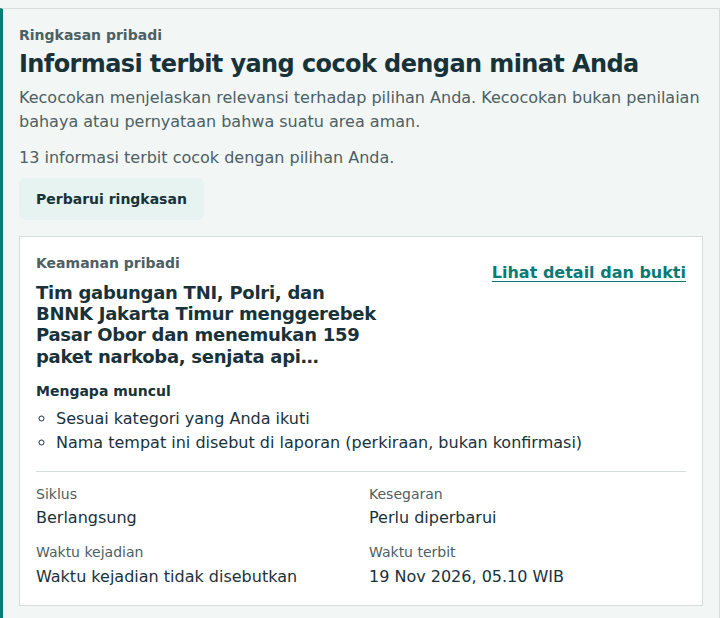 Ringkasan pribadi
Informasi terbit yang cocok dengan minat Anda
Kecocokan menjelaskan relevansi terhadap pilihan Anda. Kecocokan bukan penilaian
bahaya atau pernyataan bahwa suatu area aman.
13 informasi terbit cocok dengan pilihan Anda.
Perbarui ringkasan
Keamanan pribadi
Lihat detail dan bukti
Tim gabungan TNI, Polri, dan
BNNK Jakarta Timur menggerebek
Pasar Obor dan menemukan 159
paket narkoba, senjata api…
Mengapa muncul
Sesuai kategori yang Anda ikuti
Nama tempat ini disebut di laporan (perkiraan, bukan konfirmasi)
Siklus
Berlangsung
Kesegaran
Perlu diperbarui
Waktu kejadian
Waktu kejadian tidak disebutkan
Waktu terbit
19 Nov 2026, 05.10 WIB